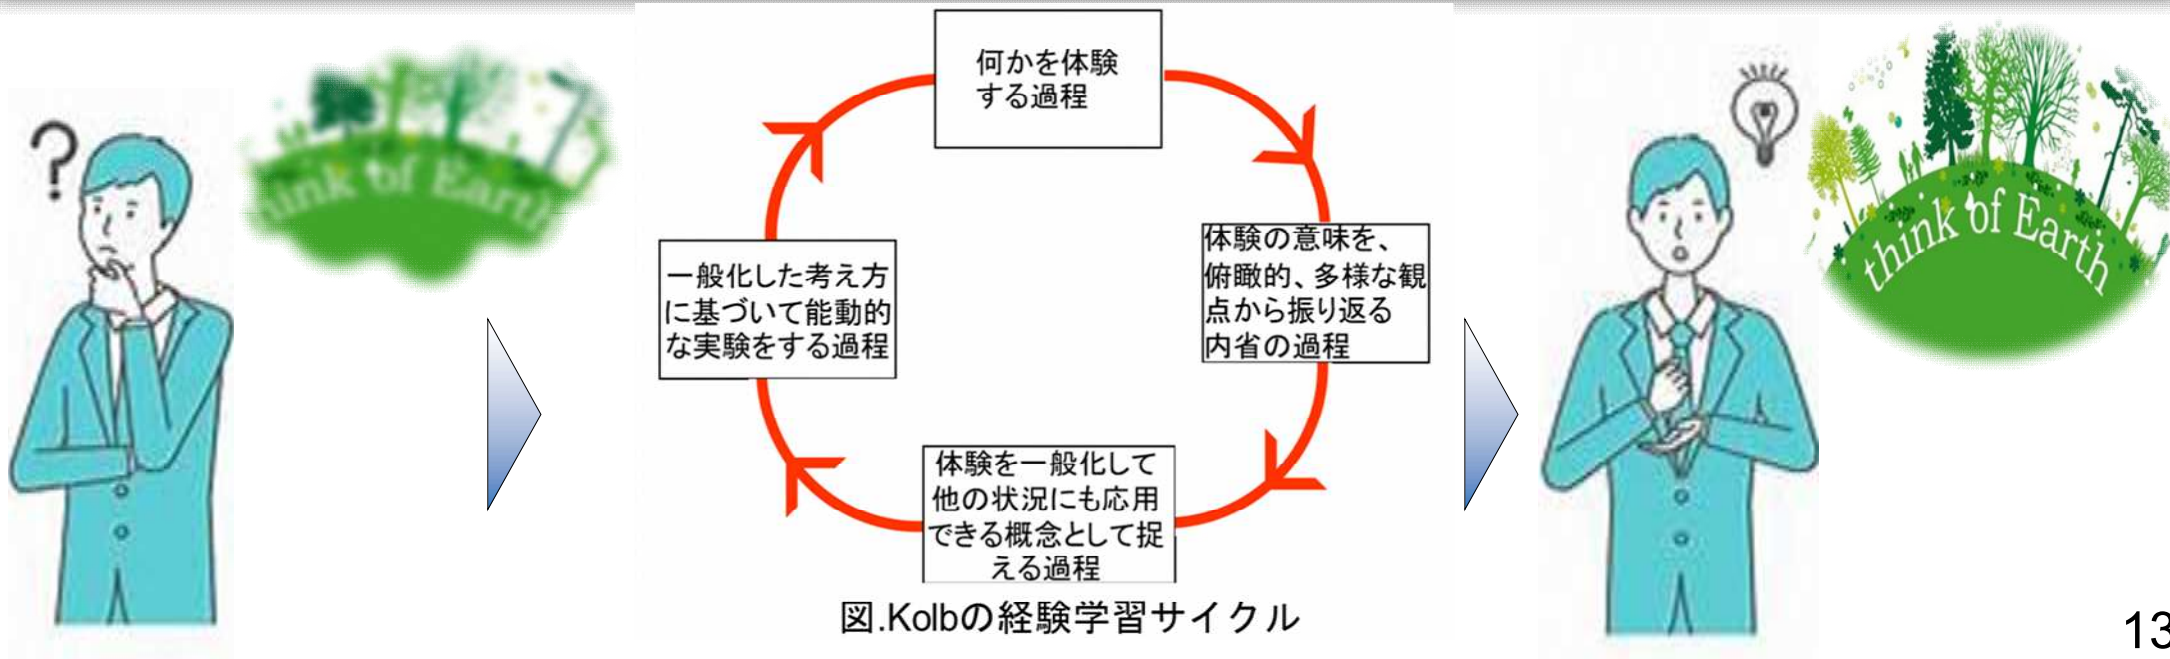 ?
think of Earth
何かを体験
する過程
体験の意味を、
俯瞰的、多様な観
点から振り返る
内省の過程
体験を一般化して
他の状況にも応用
できる概念として捉
える過程
一般化した考え方
に基づいて能動的
な実験をする過程
図.Kolbの経験学習サイクル
think of Earth
13